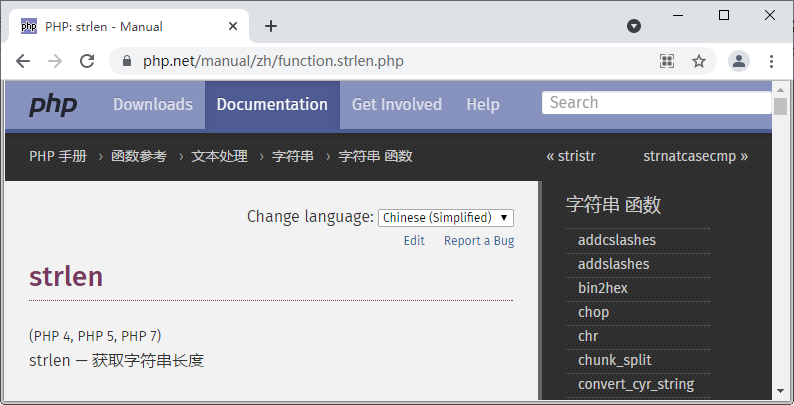 php PHP: strlen - Manual
php.net/manual/zh/function.strlen.php
php Downloads Documentation Get Involved Help Search
PHP 手册 › 函数参考 › 文本处理 › 字符串 › 字符串 函数 « stristr strnatcasecmp »
Change language: Chinese (Simplified)
Edit Report a Bug
strlen
(PHP 4, PHP 5, PHP 7)
strlen — 获取字符串长度
字符串 函数
addcslashes
addslashes
bin2hex
chop
chr
chunk_split
convert_cyr_string